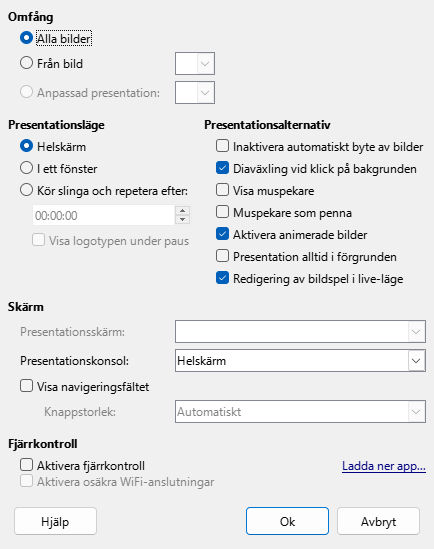 Omfång
Alla bilder
Från bild
Anpassad presentation:
Presentationsläge
Helskärm
I ett fönster
Kör slinga och repetera efter:
00:00:00
Visa logotypen under paus
Presentationsalternativ
Inaktivera automatiskt byte av bilder
Diaväxling vid klick på bakgrunden
Visa muspekare
Muspekare som penna
Aktivera animerade bilder
Presentation alltid i förgrunden
Redigering av bildspel i live-läge
Skärm
Presentationsskärm:
Presentationskonsol: Helskärm
Visa navigeringsfältet
Knappstorlek: Automatiskt
Fjärrkontroll
Aktivera fjärrkontroll Ladda ner app...
Aktivera osäkra WiFi-anslutningar
Hjälp Ok Avbryt